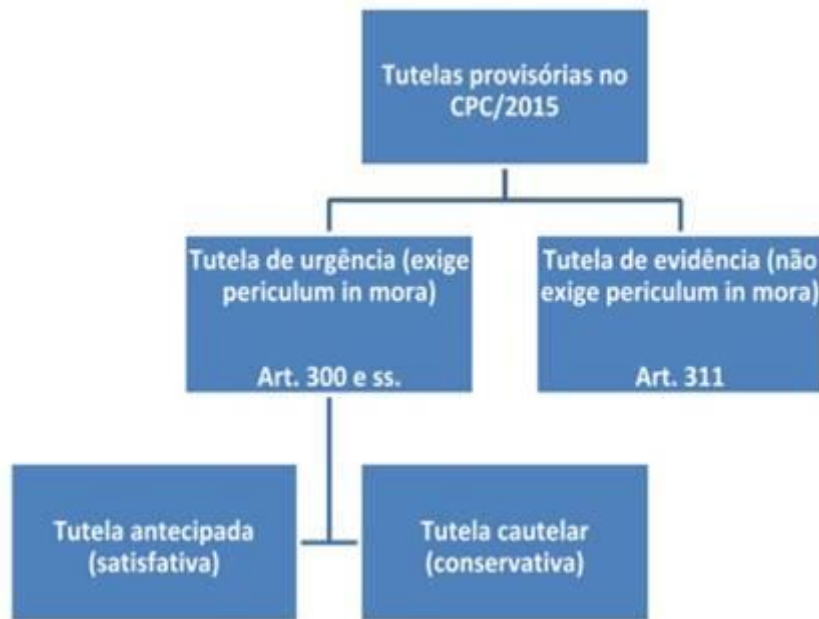 Tutelas provisórias no
CPC/2015
Tutela de urgência (exige
periculum in mora)
Art. 300 e ss.
Tutela de evidência (não
exige periculum in mora)
Art. 311
Tutela antecipada
(satisfativa)
Tutela cautelar
(conservativa)